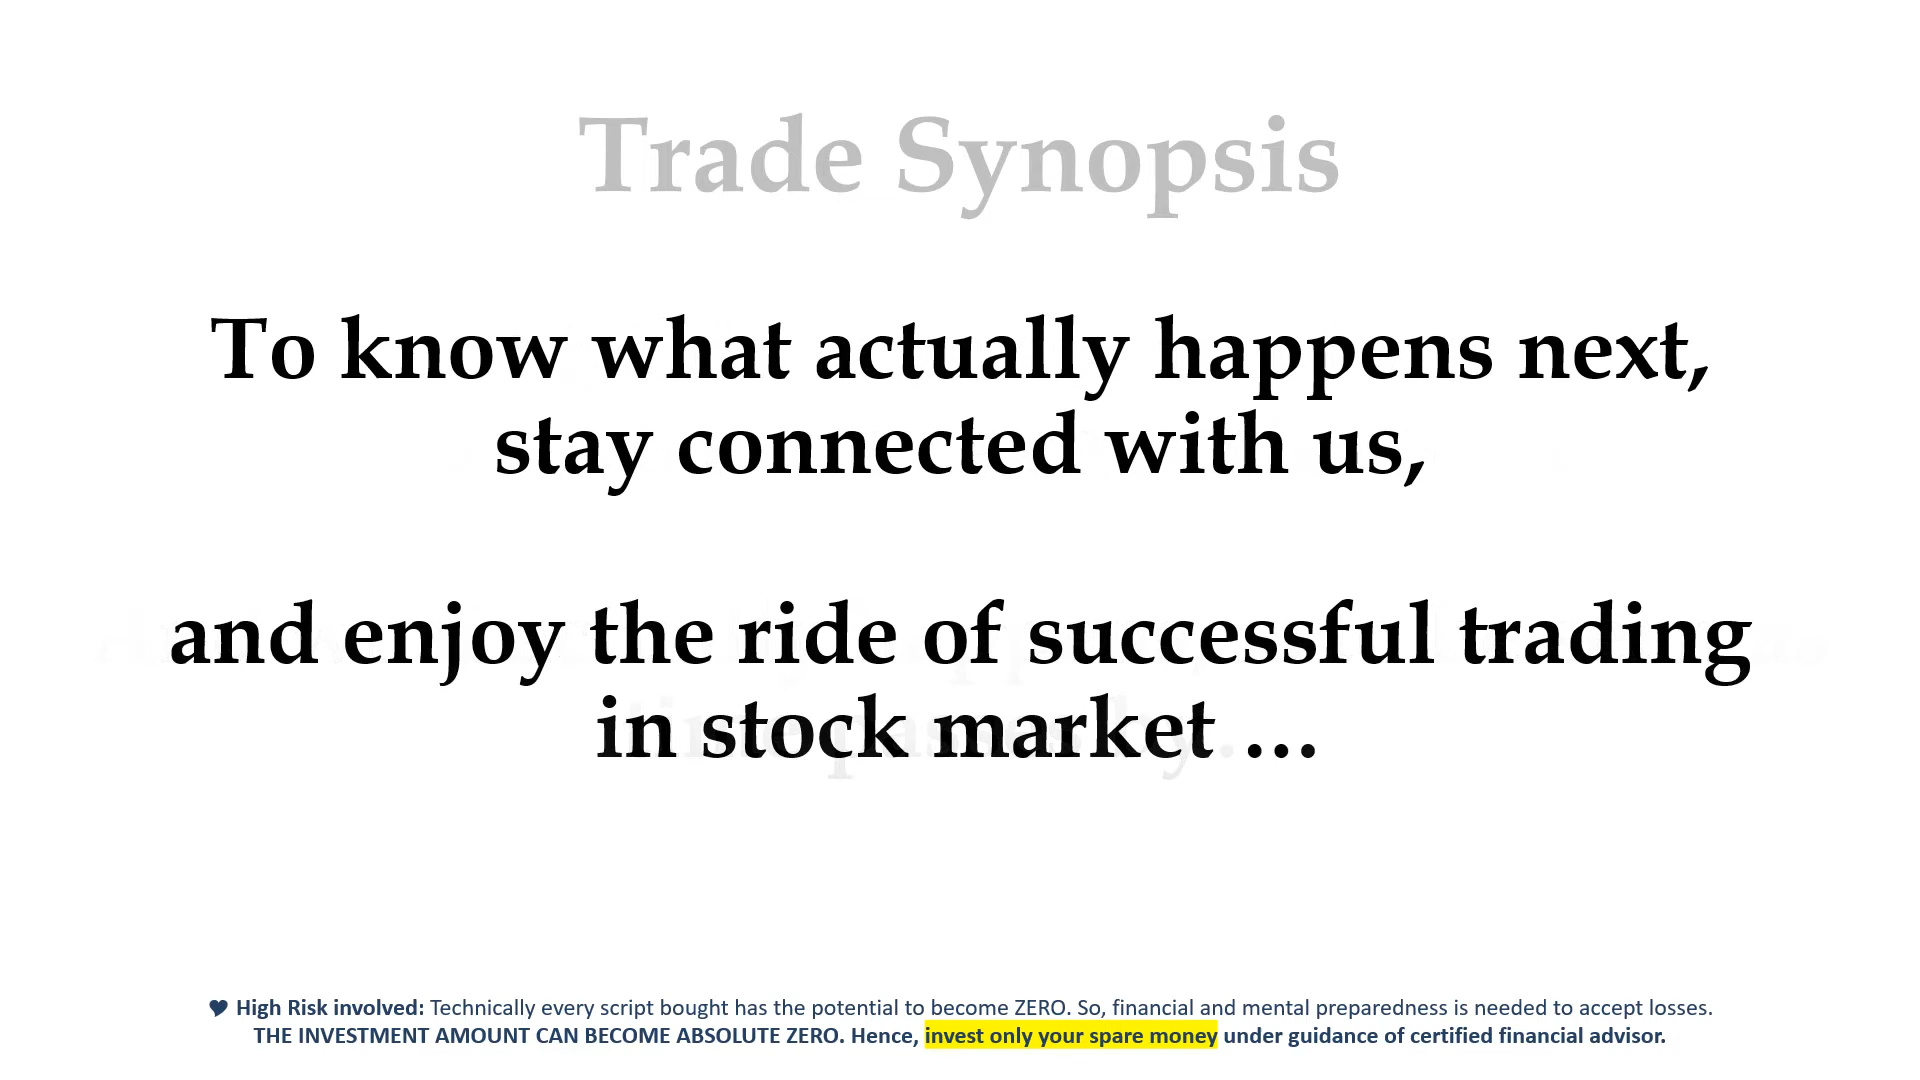 Trade Synopsis
To know what actually happens next,
stay connected with us,
and enjoy the ride of successful trading
in stock market …
♥ High Risk involved: Technically every script bought has the potential to become ZERO. So, financial and mental preparedness is needed to accept losses.
THE INVESTMENT AMOUNT CAN BECOME ABSOLUTE ZERO. Hence, invest only your spare money under guidance of certified financial advisor.